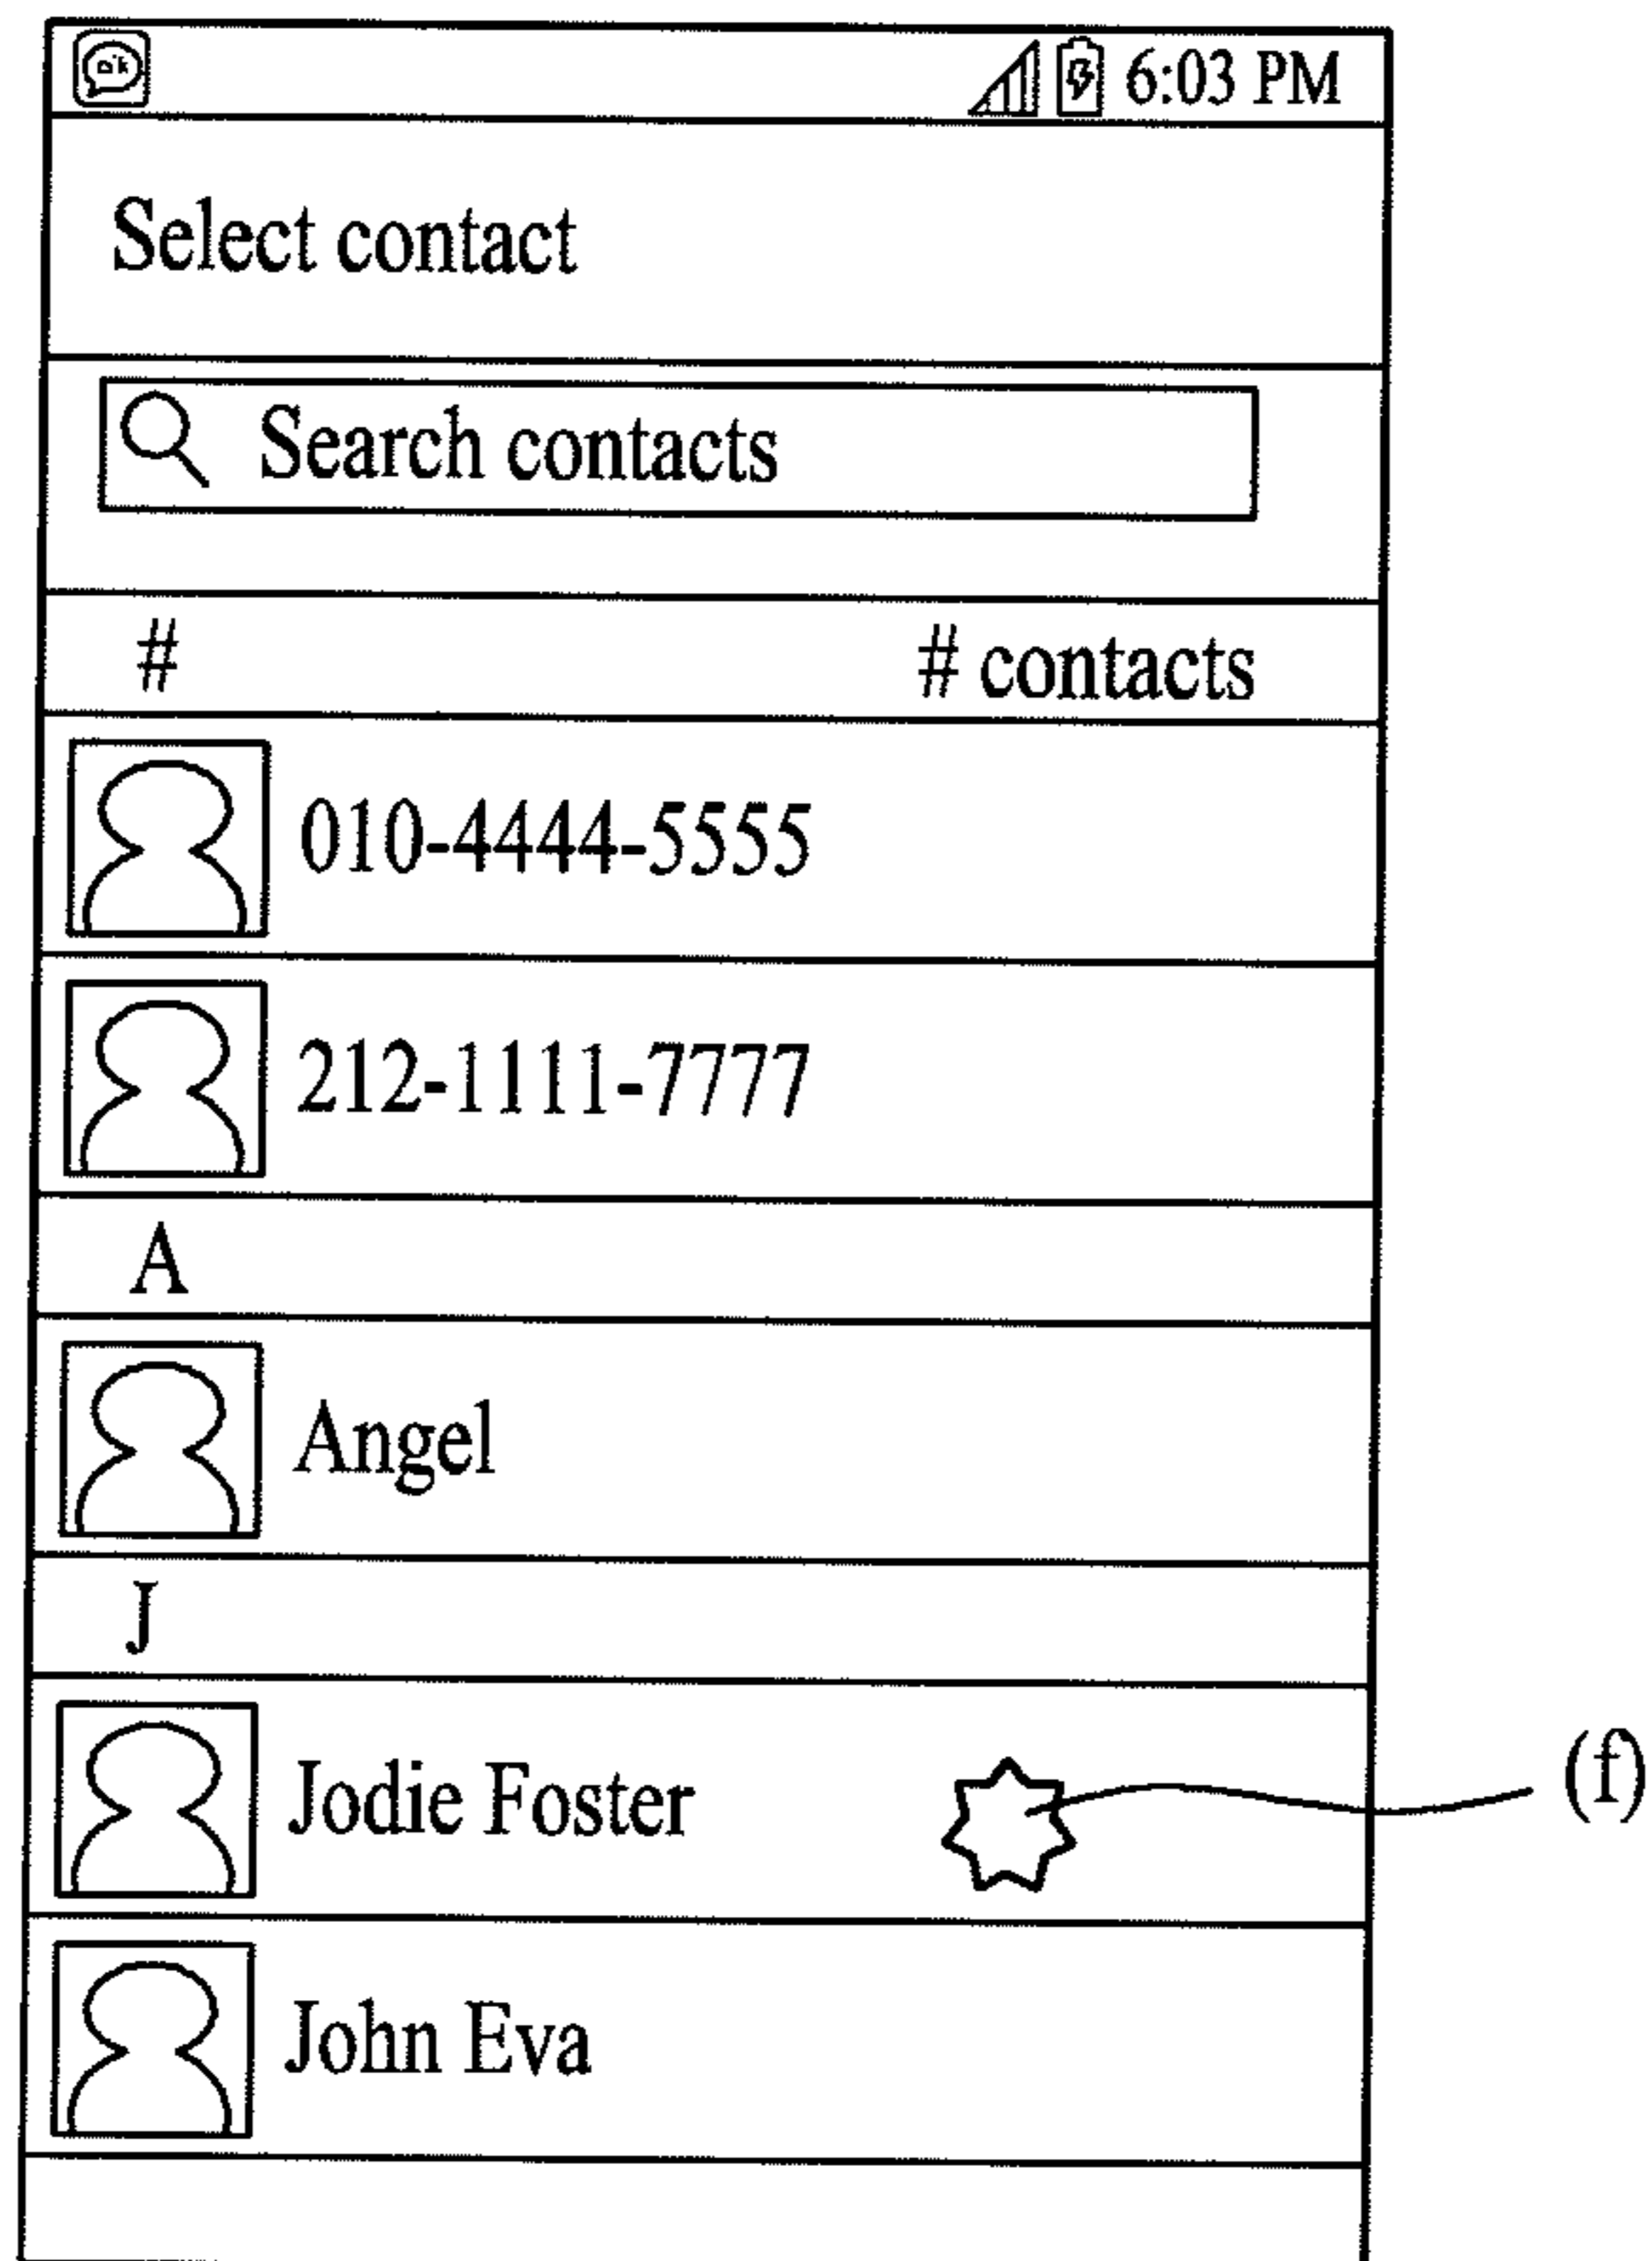 6:03 PM
Select contact
Search contacts
# # contacts
010-4444-5555
212-1111-7777
A
Angel
J
Jodie Foster
(f)
John Eva